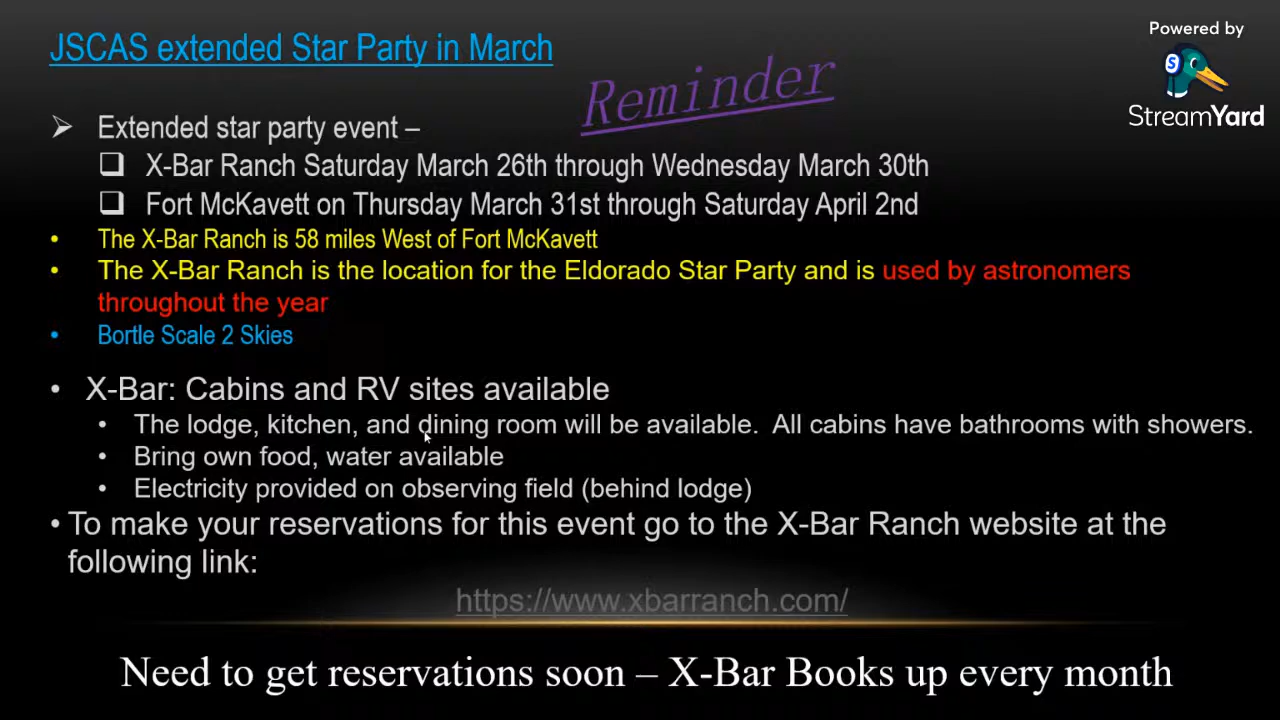 JSCAS extended Star Party in March
Powered by
StreamYard
Reminder
Extended star party event –
X-Bar Ranch Saturday March 26th through Wednesday March 30th
Fort McKavett on Thursday March 31st through Saturday April 2nd
The X-Bar Ranch is 58 miles West of Fort McKavett
The X-Bar Ranch is the location for the Eldorado Star Party and is used by astronomers
throughout the year
Bortle Scale 2 Skies
X-Bar: Cabins and RV sites available
The lodge, kitchen, and dining room will be available. All cabins have bathrooms with showers.
Bring own food, water available
Electricity provided on observing field (behind lodge)
To make your reservations for this event go to the X-Bar Ranch website at the
following link:
https://www.xbarranch.com/
Need to get reservations soon – X-Bar Books up every month